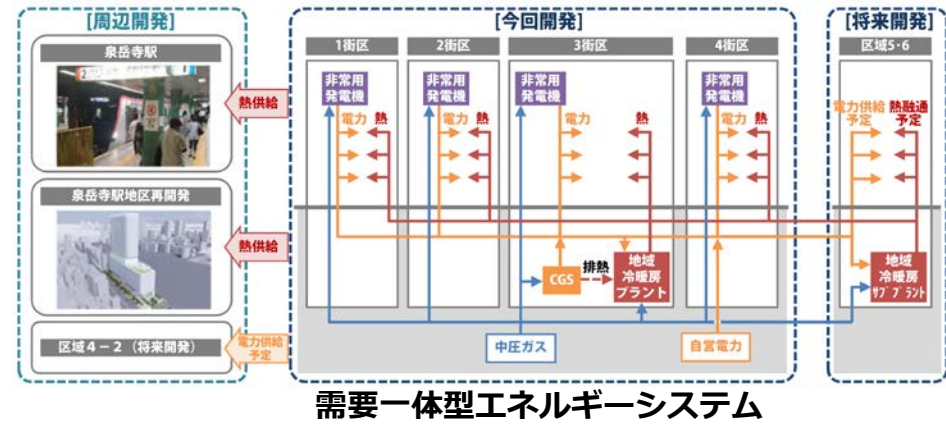 [周辺開発]
泉岳寺駅
泉岳寺駅地区再開発
区域4-2（将来開発）
熱供給
熱供給
電力供給
予定
[今回開発]
1街区
2街区
3街区
4街区
非常用
発電機
非常用
発電機
非常用
発電機
非常用
発電機
電力 熱
電力 熱
電力
熱
電力 熱
CGS
排熱
地域
冷暖房
プラント
中圧ガス
自営電力
[将来開発]
区域5・6
電力供給
予定
熱融通
予定
地域
冷暖房
サブプラント
需要一体型エネルギーシステム